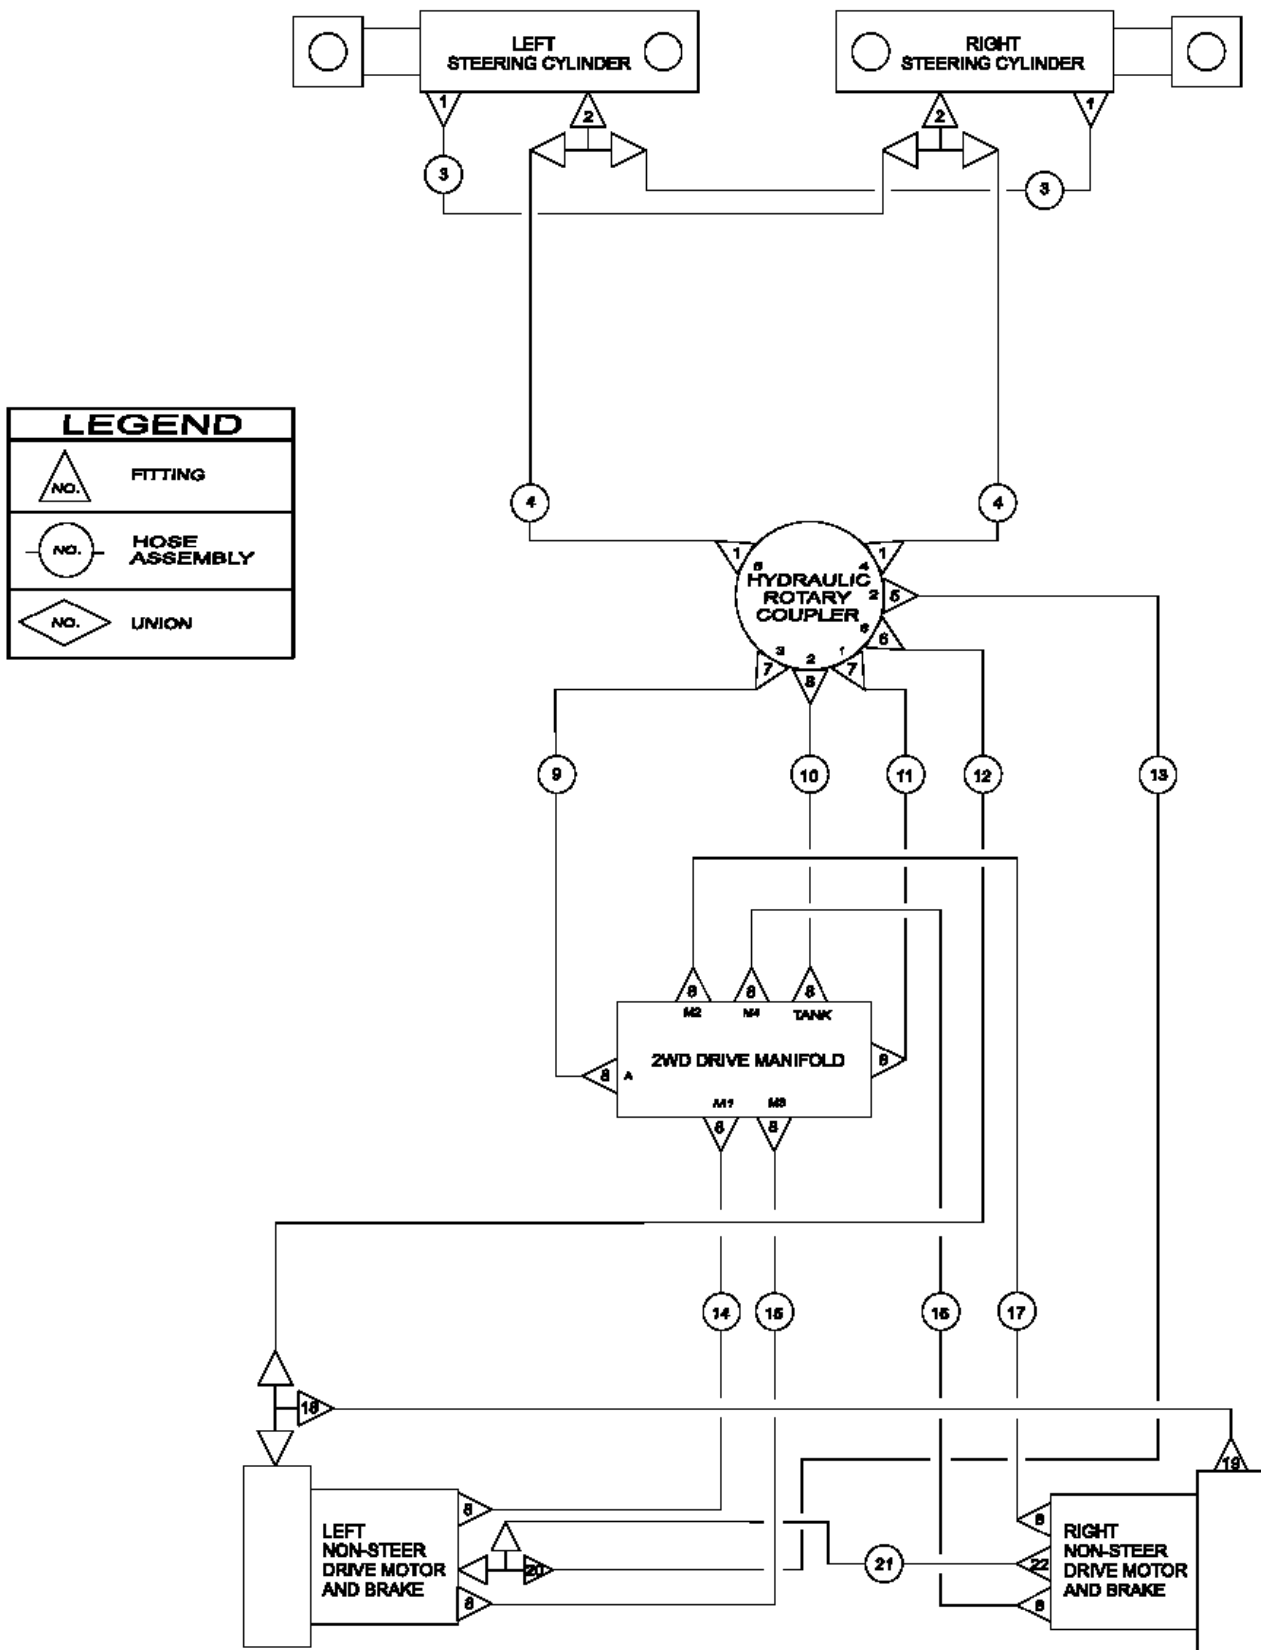 LEFT
STEERING CYLINDER
RIGHT
STEERING CYLINDER
1
2
2
1
3
3
LEGEND
NO.
FITTING
NO.
HOSE
ASSEMBLY
NO.
UNION
4
4
1
1
5
4
HYDRAULIC
ROTARY
COUPLER
2
5
6
6
3
2
1
7
8
7
9
10
11
12
13
8
8
8
M2
M4
TANK
2WD DRIVE MANIFOLD
8
A
8
M1
M3
8
8
14
15
16
17
18
19
8
LEFT
NON-STEER
DRIVE MOTOR
AND BRAKE
20
8
21
8
22
8
RIGHT
NON-STEER
DRIVE MOTOR
AND BRAKE